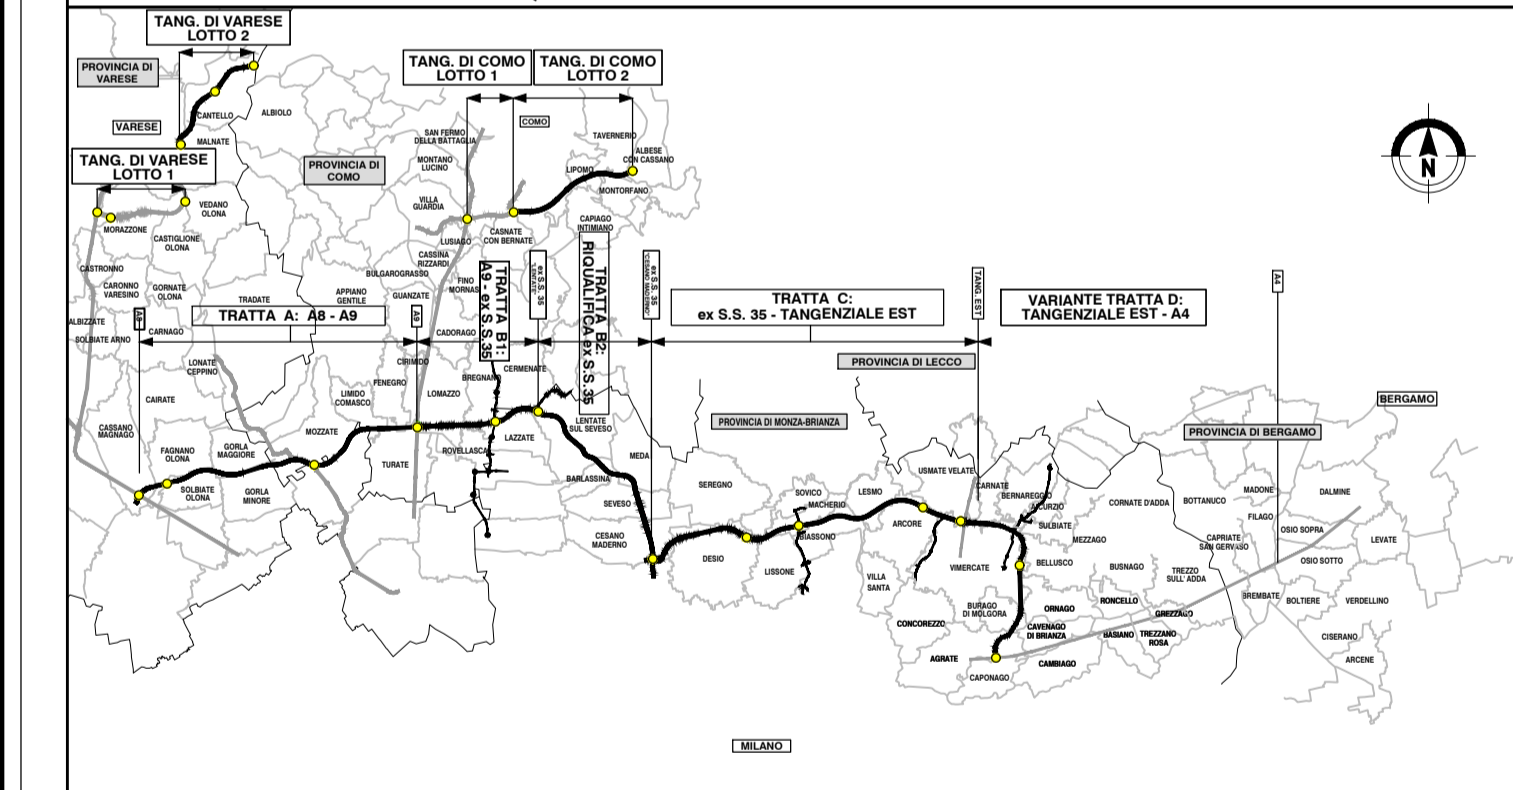 TANG. DI VARESE
LOTTO 2
PROVINCIA DI
VARESE
TANG. DI COMO
LOTTO 1
TANG. DI COMO
LOTTO 2
CANTELLO
ALBIOLO
VARESE
MALNATE
COMO
SAN FERMO
DELLA BATTAGLIA
TAVERNERIO
ALBESE
CON CASSANO
TANG. DI VARESE
LOTTO 1
PROVINCIA DI
COMO
MONTANO
LUCINO
LIPOMO
MONTORFANO
N
VILLA
GUARDIA
VEDANO
OLONA
MORAZZONE
CASTIGLIONE
OLONA
LUSIAGO
CASNATE
CON BERNATE
CAPIAGO
INTIMIANO
CASTRONNO
CARONNO
VARESINO
GORNATE
OLONA
BULGAROGRASSO
CASSINA
RIZZARDI
FINO
MORNAS
TRADATE
APPIANO
GENTILE
GUANZATE
ALBIZZATE
SOLBIATE ARNO
CARNAGO
TRATTA A: A8 - A9
A9
CADORAGO
TRATTA B1:
A9 - ex S.S.35
ex S.S. 35
"LENTATE"
TRATTA B2:
RIQUALIFICA ex S.S.35
ex S.S. 35
"CESANO MADERNO"
TRATTA C:
ex S.S. 35 - TANGENZIALE EST
TANG. EST
VARIANTE TRATTA D:
TANGENZIALE EST - A4
A4
LONATE
CEPPINO
CIRIMIDO
FENEGRO
BREGNANO
CERMENATE
PROVINCIA DI LECCO
CAIRATE
LIMIDO
COMASCO
LOMAZZO
BERGAMO
CASSANO
MAGNAGO
MOZZATE
LAZZATE
LENTATE
SUL SEVESO
PROVINCIA DI MONZA-BRIANZA
PROVINCIA DI BERGAMO
FAGNANO
OLONA
GORLA
MAGGIORE
TURATE
ROVELLASCA
MEDA
SOLBIATE
OLONA
GORLA
MINORE
BARLASSINA
SEVESO
SEREGNO
SOVICO
MACHERIO
LESMO
USMATE VELATE
CARNATE
BERNAREGGIO
AICURZIO
CORNATE D'ADDA
BOTTANUCO
MADONE
DALMINE
FILAGO
CESANO
MADERNO
DESIO
LISSONE
BIASSONO
ARCORE
SULBIATE
MEZZAGO
CAPRIATE
SAN GERVASO
OSIO SOPRA
LEVATE
OSIO SOTTO
VILLA
SANTA
VIMERCATE
BELLUSCO
BUSNAGO
TREZZO
SULL' ADDA
BREMBATE
BOLTIERE
VERDELLINO
CONCOREZZO
BURAGO
DI MOLGORA
ORNAGO
RONCELLO
GREZZAGO
CAVENAGO
DI BRIANZA
BASIANO
TREZZANO
ROSA
CISERANO
ARCENE
AGRATE
CAMBIAGO
CAPONAGO
MILANO